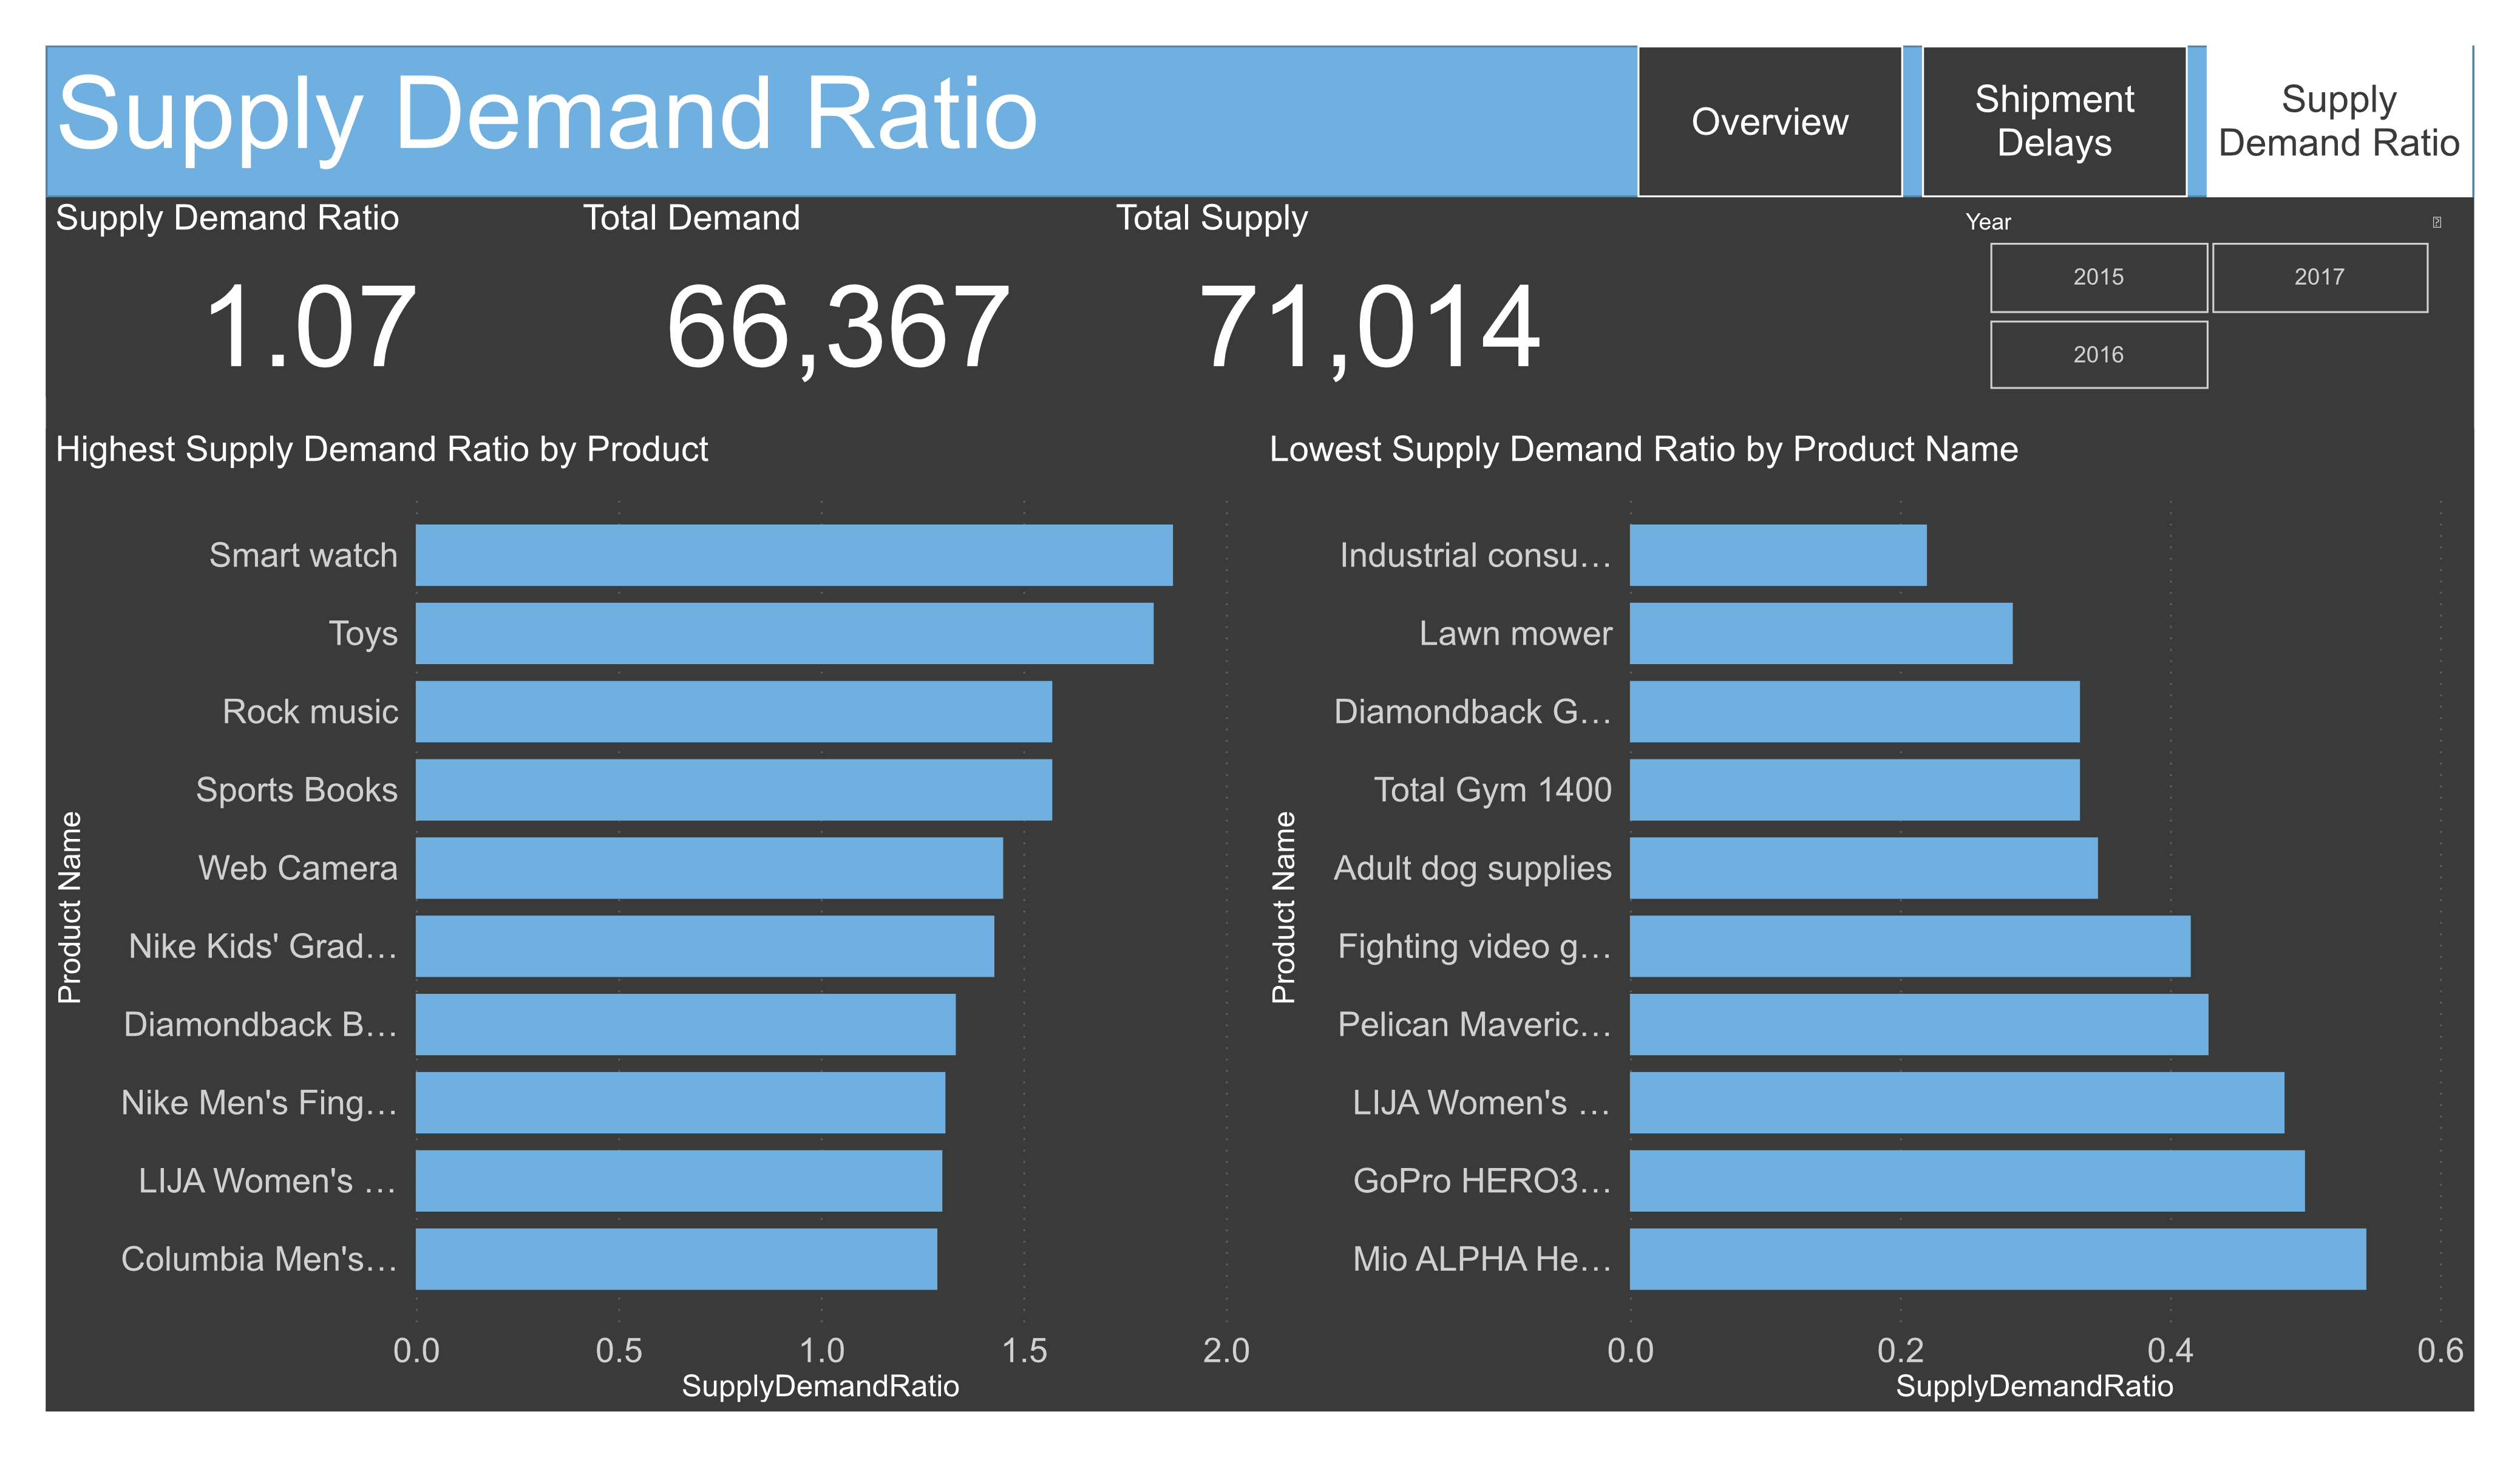 Supply Demand Ratio
Overview
Shipment
Delays
Supply
Demand Ratio
Supply Demand Ratio
1.07
Total Demand
66,367
Total Supply
71,014
Year
2015
2017
2016
Highest Supply Demand Ratio by Product
Product Name
Smart watch
Toys
Rock music
Sports Books
Web Camera
Nike Kids' Grad…
Diamondback B…
Nike Men's Fing…
LIJA Women's …
Columbia Men's…
0.0 0.5 1.0 1.5 2.0
SupplyDemandRatio
Lowest Supply Demand Ratio by Product Name
Product Name
Industrial consu…
Lawn mower
Diamondback G…
Total Gym 1400
Adult dog supplies
Fighting video g…
Pelican Maveric…
LIJA Women's …
GoPro HERO3…
Mio ALPHA He…
0.0 0.2 0.4 0.6
SupplyDemandRatio